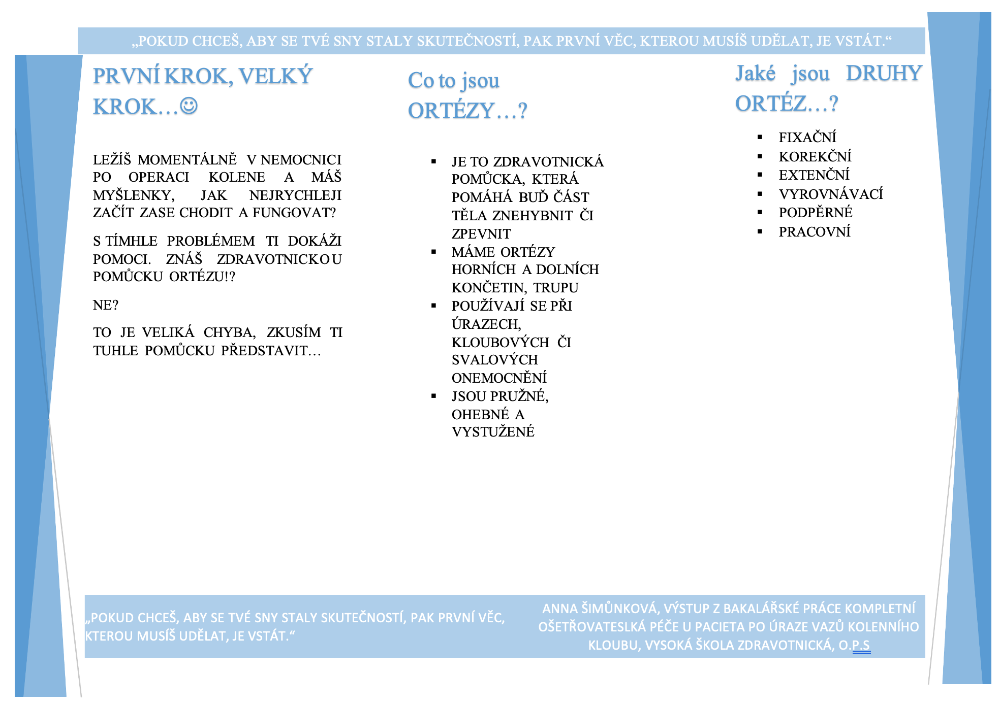 „POKUD CHCEŠ, ABY SE TVÉ SNY STALY SKUTEČNOSTÍ, PAK PRVNÍ VĚC, KTEROU MUSÍŠ UDĚLAT, JE VSTÁT.“
PRVNÍ KROK, VELKÝ
KROK…☺
LEŽÍŠ MOMENTÁLNĚ V NEMOCNICI
PO OPERACI KOLENE A MÁŠ
MYŠLENKY, JAK NEJRYCHLEJI
ZAČÍT ZASE CHODIT A FUNGOVAT?
S TÍMHLE PROBLÉMEM TI DOKÁŽI
POMOCI. ZNÁŠ ZDRAVOTNICKOU
POMŮCKU ORTÉZU!?
NE?
TO JE VELIKÁ CHYBA, ZKUSÍM TI
TUHLE POMŮCKU PŘEDSTAVIT…
Co to jsou
ORTÉZY…?
▪ JE TO ZDRAVOTNICKÁ
POMŮCKA, KTERÁ
POMÁHÁ BUĎ ČÁST
TĚLA ZNEHYBNIT ČI
ZPEVNIT
▪ MÁME ORTÉZY
HORNÍCH A DOLNÍCH
KONČETIN, TRUPU
▪ POUŽÍVAJÍ SE PŘI
ÚRAZECH,
KLOUBOVÝCH ČI
SVALOVÝCH
ONEMOCNĚNÍ
▪ JSOU PRUŽNÉ,
OHEBNÉ A
VYSTUŽENÉ
Jaké jsou DRUHY
ORTÉZ…?
▪ FIXAČNÍ
▪ KOREKČNÍ
▪ EXTENČNÍ
▪ VYROVNÁVACÍ
▪ PODPĚRNÉ
▪ PRACOVNÍ
„POKUD CHCEŠ, ABY SE TVÉ SNY STALY SKUTEČNOSTÍ, PAK PRVNÍ VĚC,
KTEROU MUSÍŠ UDĚLAT, JE VSTÁT.“
ANNA ŠIMŮNKOVÁ, VÝSTUP Z BAKALÁŘSKÉ PRÁCE KOMPLETNÍ
OŠETŘOVATESLKÁ PÉČE U PACIETA PO ÚRAZE VAZŮ KOLENNÍHO
KLOUBU, VYSOKÁ ŠKOLA ZDRAVOTNICKÁ, O.P.S